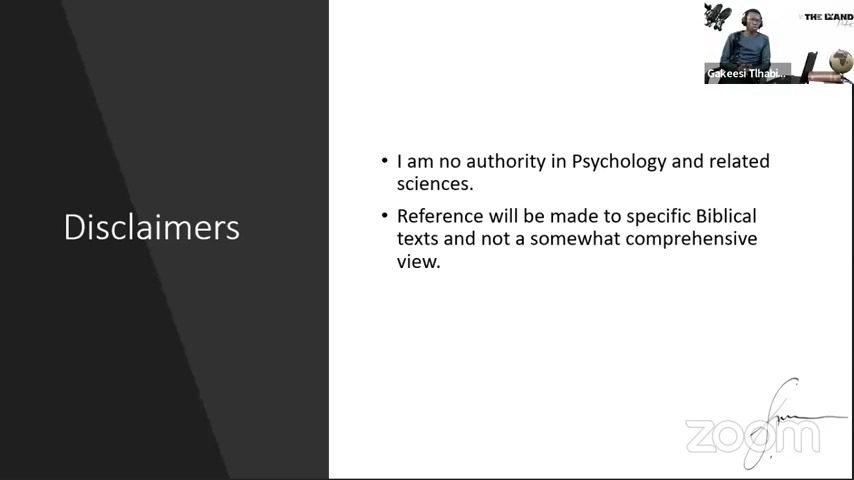 THE LXAND
Gakeesi Tlhabi...
Disclaimers
• I am no authority in Psychology and related
sciences.
• Reference will be made to specific Biblical
texts and not a somewhat comprehensive
view.
zoom